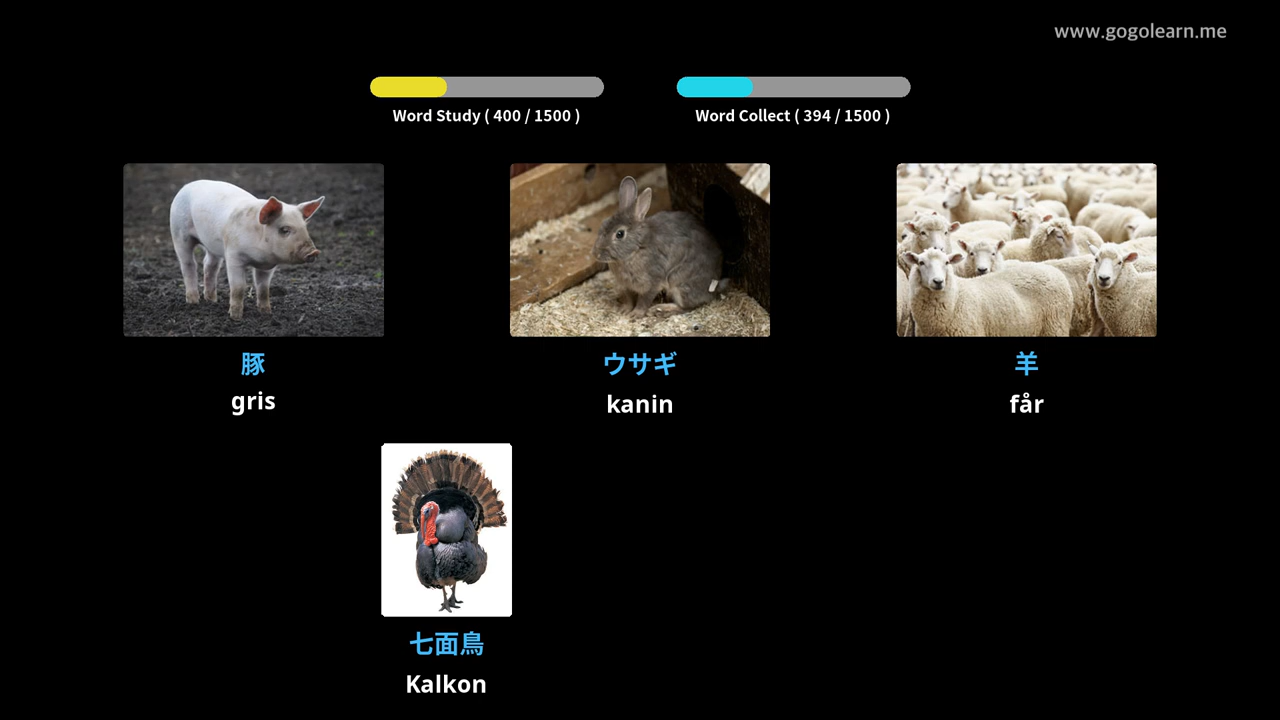 www.gogolearn.me
Word Study ( 400 / 1500 )
Word Collect ( 394 / 1500 )
豚
gris
ウサギ
kanin
羊
får
七面鳥
Kalkon